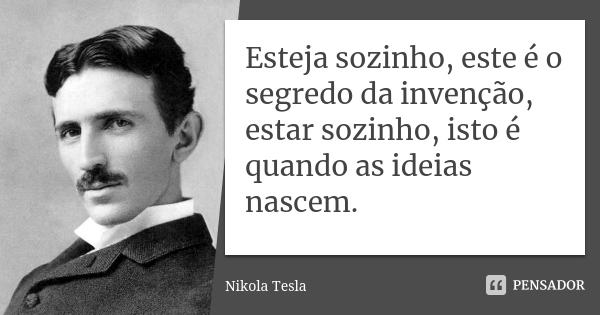 Esteja sozinho, este é o
segredo da invenção,
estar sozinho, isto é
quando as ideias
nascem.
Nikola Tesla
PENSADOR